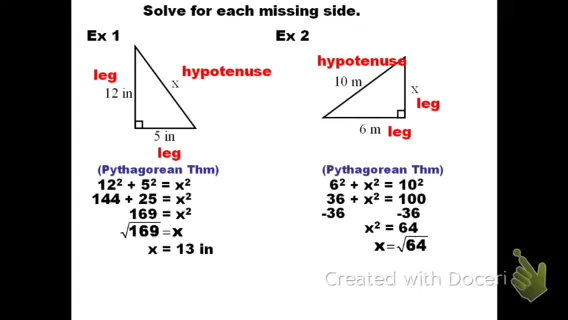 Solve for each missing side.
Ex 1
leg
12 in
x
hypotenuse
5 in
leg
(Pythagorean Thm)
12² + 5² = x²
144 + 25 = x²
169 = x²
√169 = x
x = 13 in
Ex 2
hypotenuse
10 m
x
leg
6 m
leg
(Pythagorean Thm)
6² + x² = 10²
36 + x² = 100
-36 -36
x² = 64
x = √64
Created with Doceri